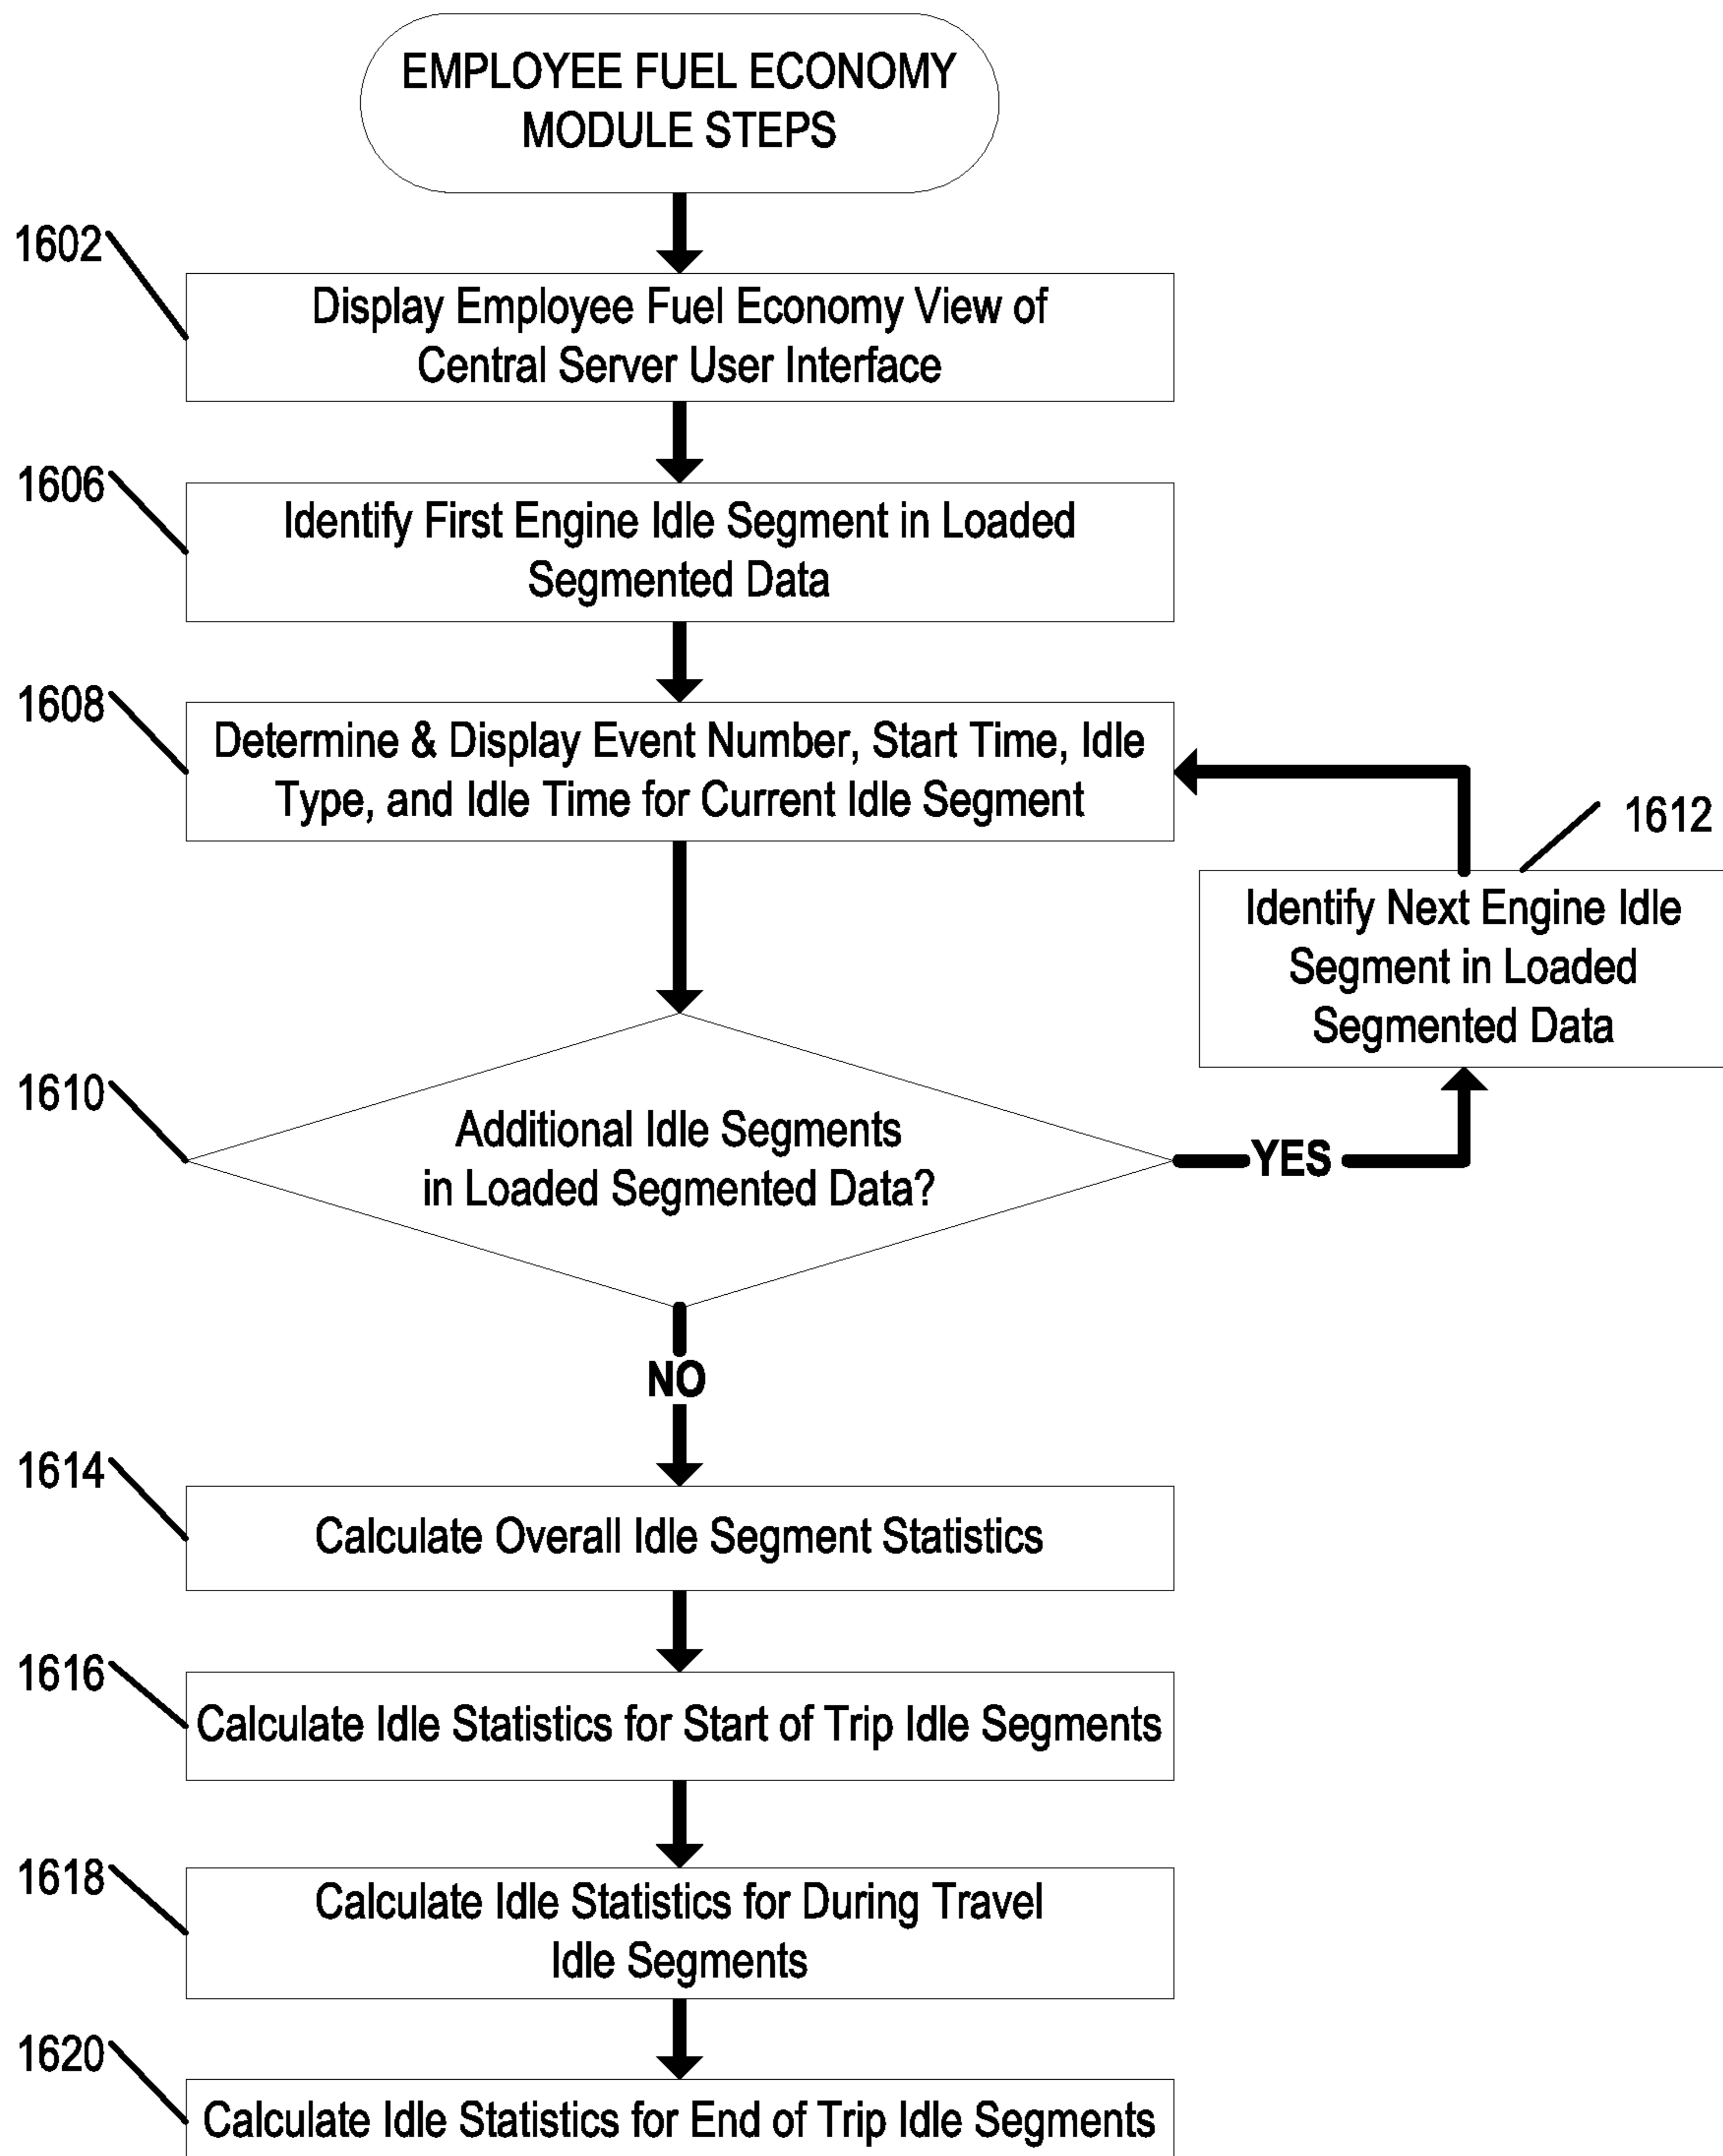 EMPLOYEE FUEL ECONOMY
MODULE STEPS
1602
Display Employee Fuel Economy View of
Central Server User Interface
1606
Identify First Engine Idle Segment in Loaded
Segmented Data
1608
Determine & Display Event Number, Start Time, Idle
Type, and Idle Time for Current Idle Segment
1612
Identify Next Engine Idle
Segment in Loaded
Segmented Data
1610
Additional Idle Segments
in Loaded Segmented Data?
YES
NO
1614
Calculate Overall Idle Segment Statistics
1616
Calculate Idle Statistics for Start of Trip Idle Segments
1618
Calculate Idle Statistics for During Travel
Idle Segments
1620
Calculate Idle Statistics for End of Trip Idle Segments